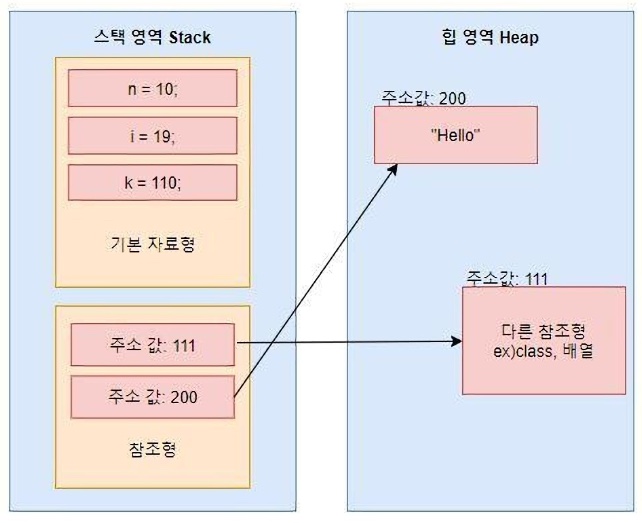 스택 영역 Stack
n = 10;
i = 19;
k = 110;
기본 자료형
주소 값: 111
주소 값: 200
참조형
힙 영역 Heap
주소값: 200
"Hello"
주소값: 111
다른 참조형
ex)class, 배열